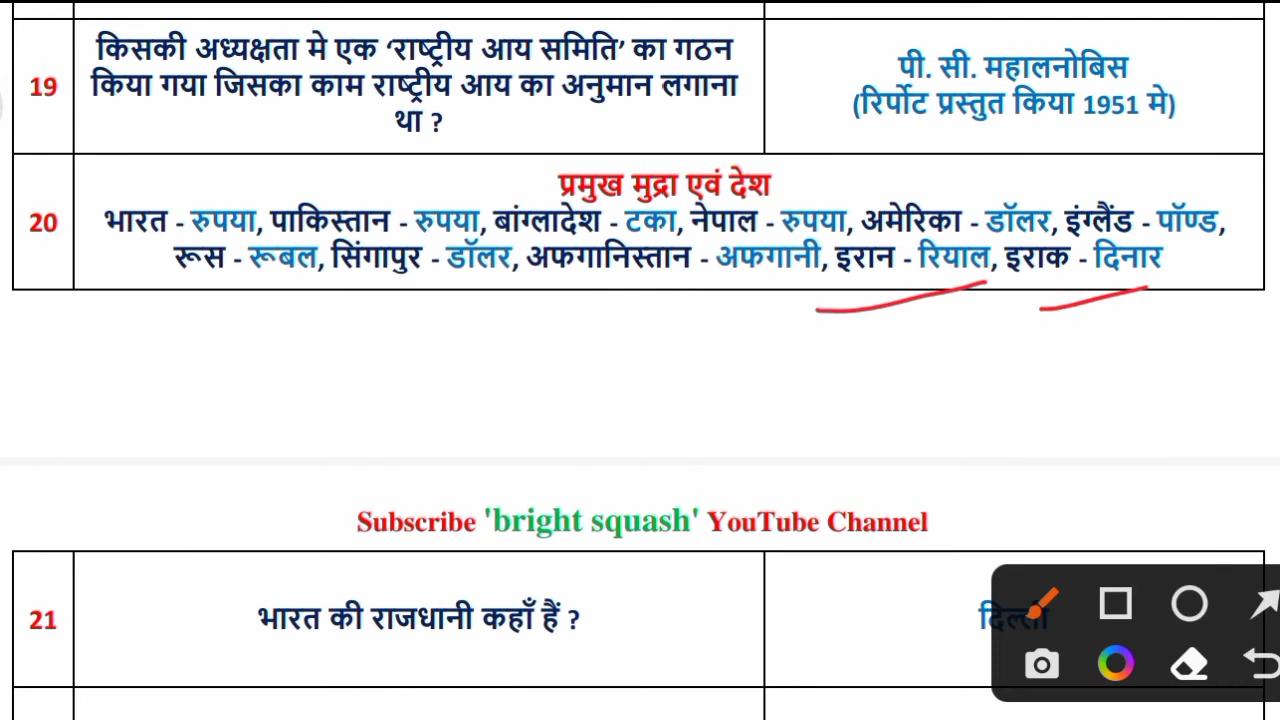 19
किसकी अध्यक्षता मे एक ‘राष्ट्रीय आय समिति’ का गठन
किया गया जिसका काम राष्ट्रीय आय का अनुमान लगाना
था ?
पी. सी. महालनोबिस
(रिर्पोट प्रस्तुत किया 1951 मे)
20
प्रमुख मुद्रा एवं देश
भारत - रुपया, पाकिस्तान - रुपया, बांग्लादेश - टका, नेपाल - रुपया, अमेरिका - डॉलर, इंग्लैंड - पॉण्ड,
रूस - रूबल, सिंगापुर - डॉलर, अफगानिस्तान - अफगानी, इरान - रियाल, इराक - दिनार
Subscribe 'bright squash' YouTube Channel
21
भारत की राजधानी कहाँ हैं ?
दिल्ली